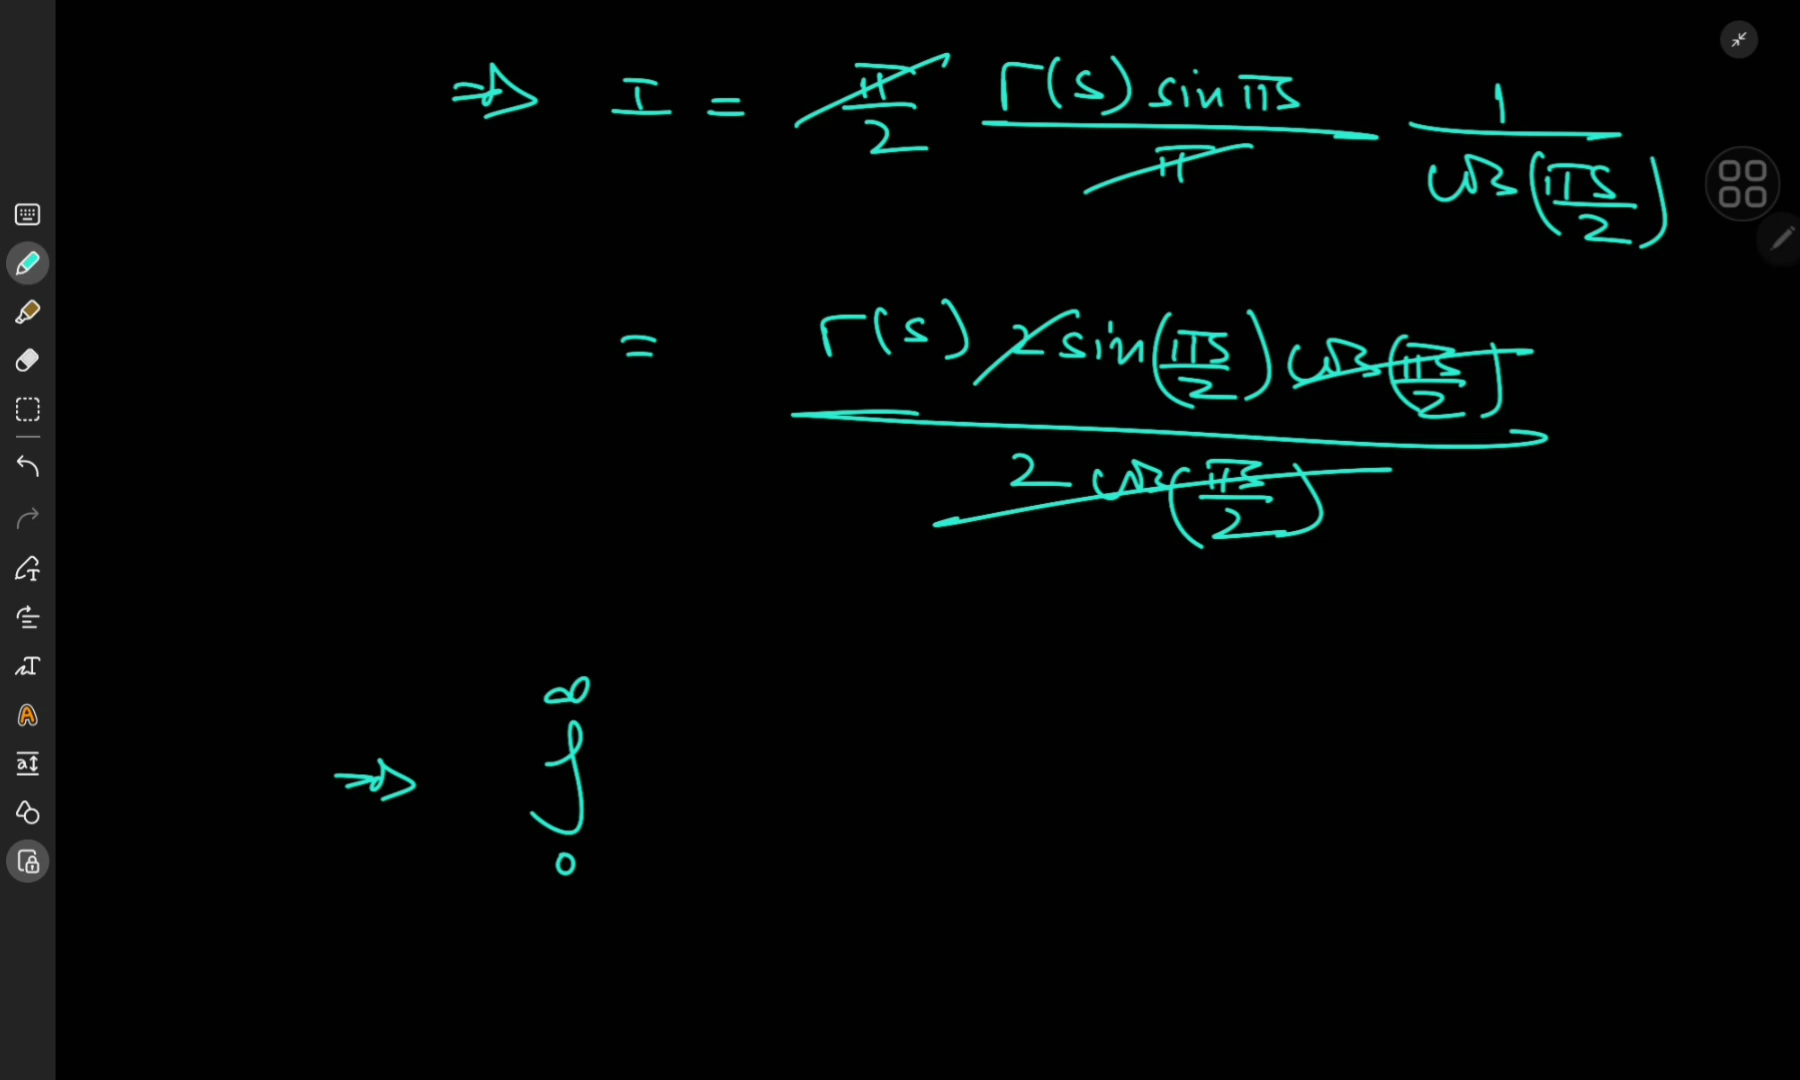 ⇒ I = π/2 Γ(s) sin πs / π 1 / cos(πs/2)
= Γ(s) 2 sin(πs/2) cos(πs/2) / 2 cos(πs/2)
⇒ ∫₀^∞